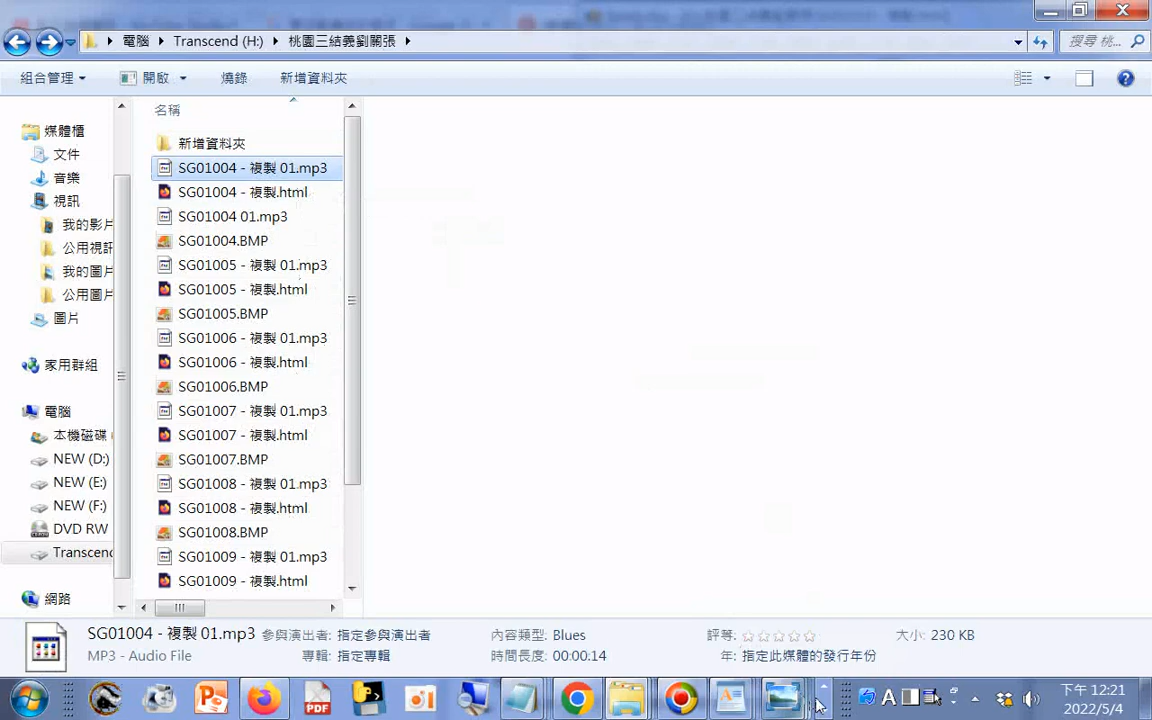 電腦 Transcend (H:) 桃園三結義劉關張
搜尋 桃...
組合管理 開啟 燒錄 新增資料夾
媒體櫃
文件
音樂
視訊
我的影片
公用視訊
我的圖片
公用圖片
圖片
家用群組
電腦
本機磁碟
NEW (D:)
NEW (E:)
NEW (F:)
DVD RW
Transcend
網路
名稱
新增資料夾
SG01004 - 複製 01.mp3
SG01004 - 複製.html
SG01004 01.mp3
SG01004.BMP
SG01005 - 複製 01.mp3
SG01005 - 複製.html
SG01005.BMP
SG01006 - 複製 01.mp3
SG01006 - 複製.html
SG01006.BMP
SG01007 - 複製 01.mp3
SG01007 - 複製.html
SG01007.BMP
SG01008 - 複製 01.mp3
SG01008 - 複製.html
SG01008.BMP
SG01009 - 複製 01.mp3
SG01009 - 複製.html
SG01004 - 複製 01.mp3 參與演出者: 指定參與演出者 內容類型: Blues 評等: 大小: 230 KB
MP3 - Audio File 專輯: 指定專輯 時間長度: 00:00:14 年: 指定此媒體的發行年份
PDF
A
下午 12:21
2022/5/4